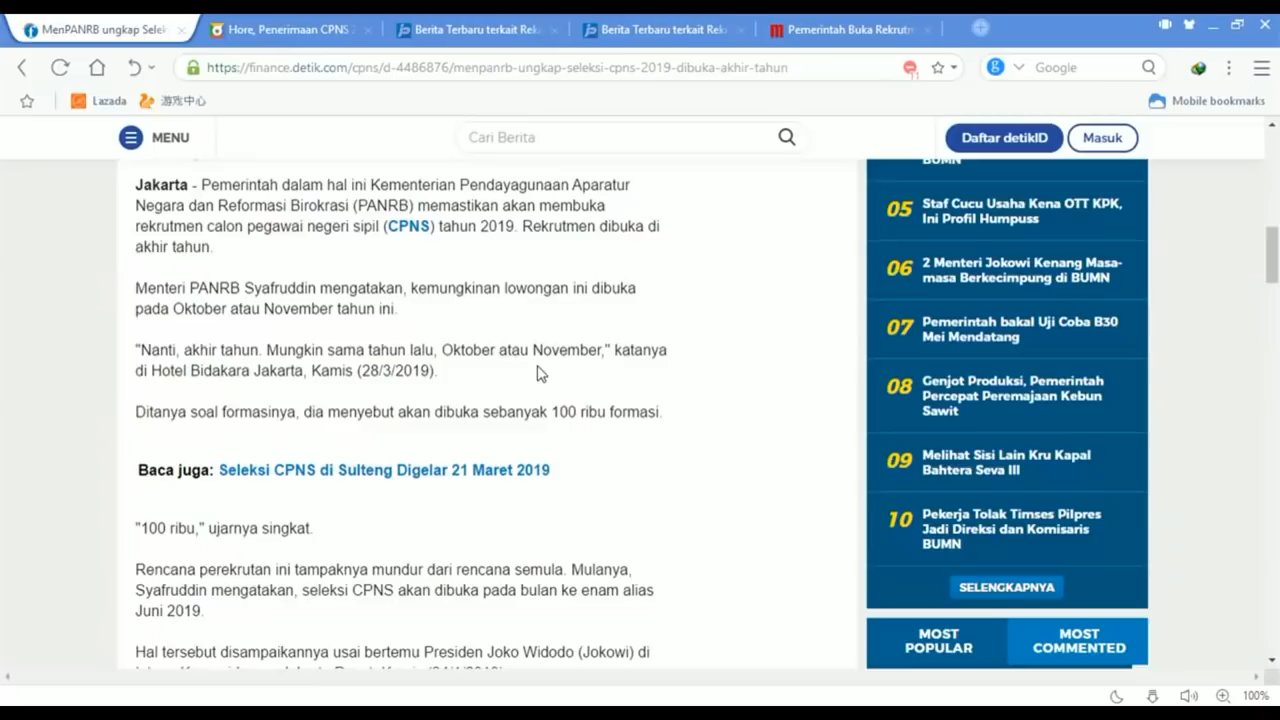 MenPANRB ungkap Selek
Hore, Penerimaan CPNS 2
Berita Terbaru terkait Rek
Berita Terbaru terkait Rek
Pemerintah Buka Rekrutm
https://finance.detik.com/cpns/d-4486876/menpanrb-ungkap-seleksi-cpns-2019-dibuka-akhir-tahun
Google
Lazada
游戏中心
Mobile bookmarks
MENU
Cari Berita
Daftar detikID
Masuk
Jakarta - Pemerintah dalam hal ini Kementerian Pendayagunaan Aparatur
Negara dan Reformasi Birokrasi (PANRB) memastikan akan membuka
rekrutmen calon pegawai negeri sipil (CPNS) tahun 2019. Rekrutmen dibuka di
akhir tahun.
Menteri PANRB Syafruddin mengatakan, kemungkinan lowongan ini dibuka
pada Oktober atau November tahun ini.
"Nanti, akhir tahun. Mungkin sama tahun lalu, Oktober atau November," katanya
di Hotel Bidakara Jakarta, Kamis (28/3/2019).
Ditanya soal formasinya, dia menyebut akan dibuka sebanyak 100 ribu formasi.
Baca juga: Seleksi CPNS di Sulteng Digelar 21 Maret 2019
"100 ribu," ujarnya singkat.
Rencana perekrutan ini tampaknya mundur dari rencana semula. Mulanya,
Syafruddin mengatakan, seleksi CPNS akan dibuka pada bulan ke enam alias
Juni 2019.
Hal tersebut disampaikannya usai bertemu Presiden Joko Widodo (Jokowi) di
BUMN
05 Staf Cucu Usaha Kena OTT KPK,
Ini Profil Humpuss
06 2 Menteri Jokowi Kenang Masa-
masa Berkecimpung di BUMN
07 Pemerintah bakal Uji Coba B30
Mei Mendatang
08 Genjot Produksi, Pemerintah
Percepat Peremajaan Kebun
Sawit
09 Melihat Sisi Lain Kru Kapal
Bahtera Seva III
10 Pekerja Tolak Timses Pilpres
Jadi Direksi dan Komisaris
BUMN
SELENGKAPNYA
MOST
POPULAR
MOST
COMMENTED
100%